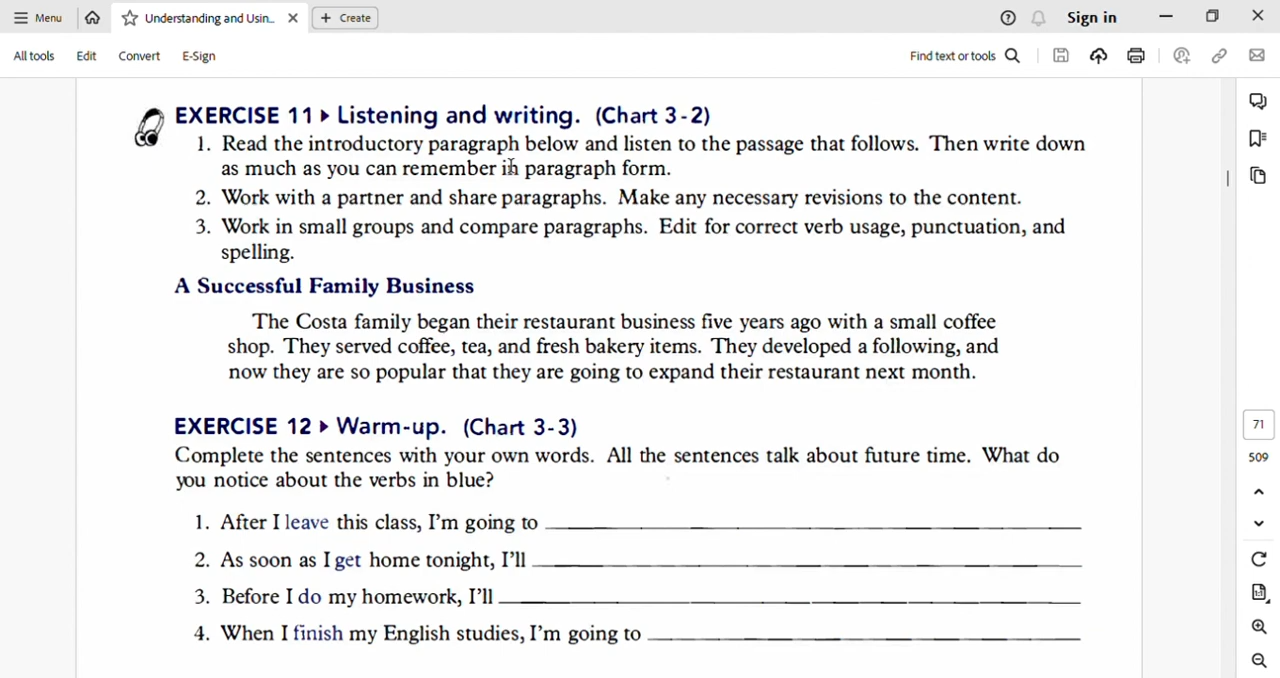 Menu
Understanding and Usin...
Create
Sign in
All tools
Edit
Convert
E-Sign
Find text or tools
EXERCISE 11 ▸ Listening and writing. (Chart 3-2)
1. Read the introductory paragraph below and listen to the passage that follows. Then write down
as much as you can remember in paragraph form.
2. Work with a partner and share paragraphs. Make any necessary revisions to the content.
3. Work in small groups and compare paragraphs. Edit for correct verb usage, punctuation, and
spelling.
A Successful Family Business
The Costa family began their restaurant business five years ago with a small coffee
shop. They served coffee, tea, and fresh bakery items. They developed a following, and
now they are so popular that they are going to expand their restaurant next month.
EXERCISE 12 ▸ Warm-up. (Chart 3-3)
Complete the sentences with your own words. All the sentences talk about future time. What do
you notice about the verbs in blue?
1. After I leave this class, I'm going to
2. As soon as I get home tonight, I'll
3. Before I do my homework, I'll
4. When I finish my English studies, I'm going to
71
509
1:1